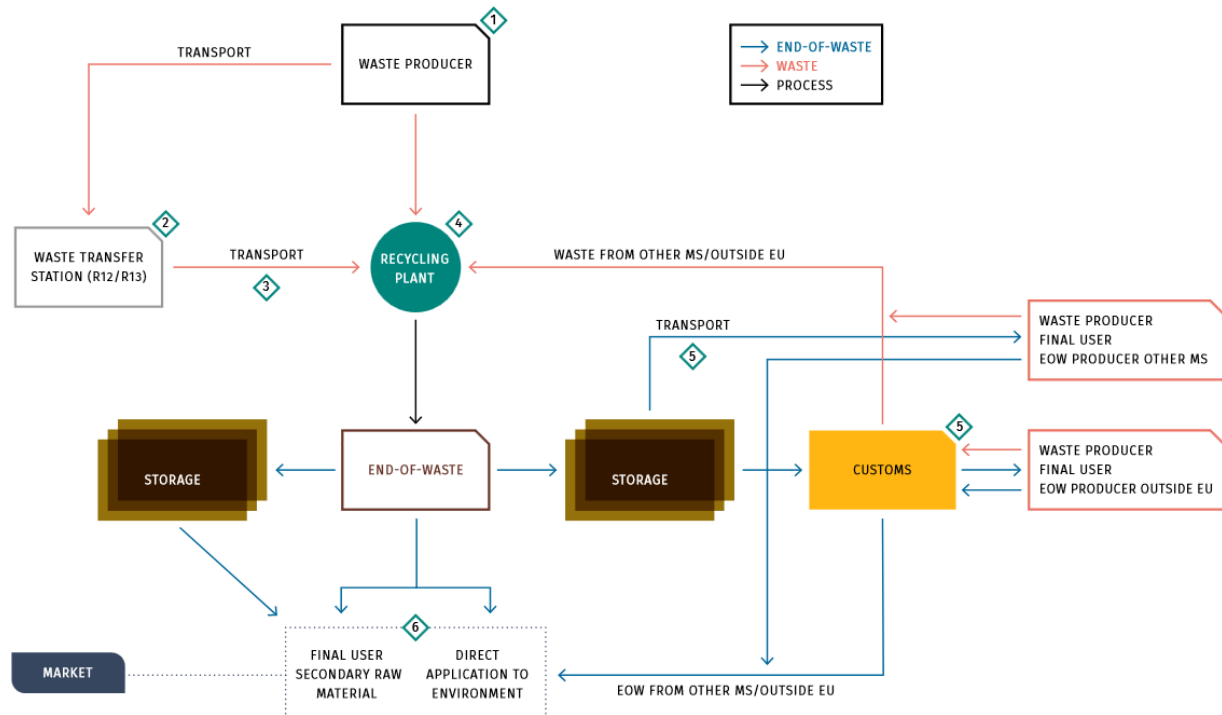 1
TRANSPORT
WASTE PRODUCER
END-OF-WASTE
WASTE
PROCESS
2
4
WASTE TRANSFER
STATION (R12/R13)
TRANSPORT
3
RECYCLING
PLANT
WASTE FROM OTHER MS/OUTSIDE EU
TRANSPORT
5
WASTE PRODUCER
FINAL USER
EOW PRODUCER OTHER MS
STORAGE
END-OF-WASTE
STORAGE
CUSTOMS
5
WASTE PRODUCER
FINAL USER
EOW PRODUCER OUTSIDE EU
6
MARKET
FINAL USER
SECONDARY RAW
MATERIAL
DIRECT
APPLICATION TO
ENVIRONMENT
EOW FROM OTHER MS/OUTSIDE EU